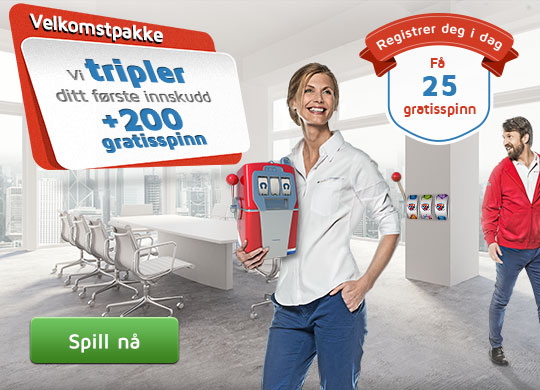 Velkomstpakke
Vi tripler
ditt første innskudd
+200
gratisspinn
Registrer deg i dag
Få
25
gratisspinn
Spill nå